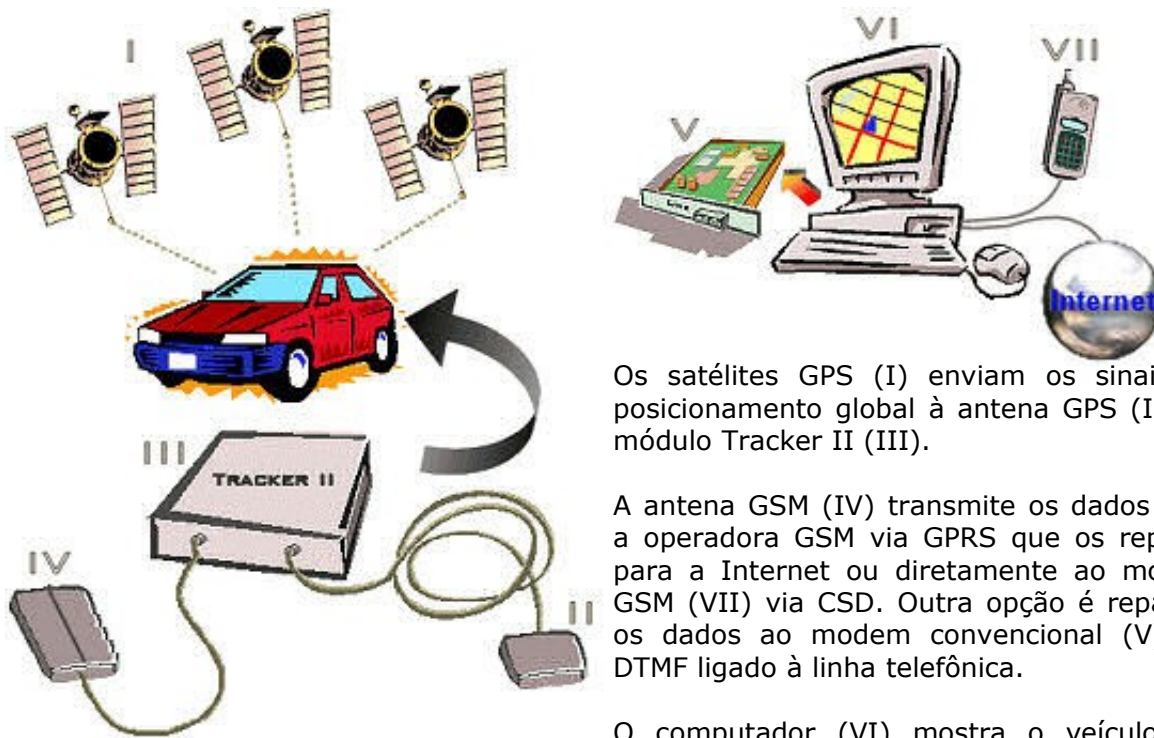 I
VI
VII
V
Internet
III
TRACKER II
IV
II
Os satélites GPS (I) enviam os sinai
posicionamento global à antena GPS (I
módulo Tracker II (III).
A antena GSM (IV) transmite os dados
a operadora GSM via GPRS que os rep
para a Internet ou diretamente ao mo
GSM (VII) via CSD. Outra opção é repa
os dados ao modem convencional (V
DTMF ligado à linha telefônica.
O computador (VI) mostra o veículo